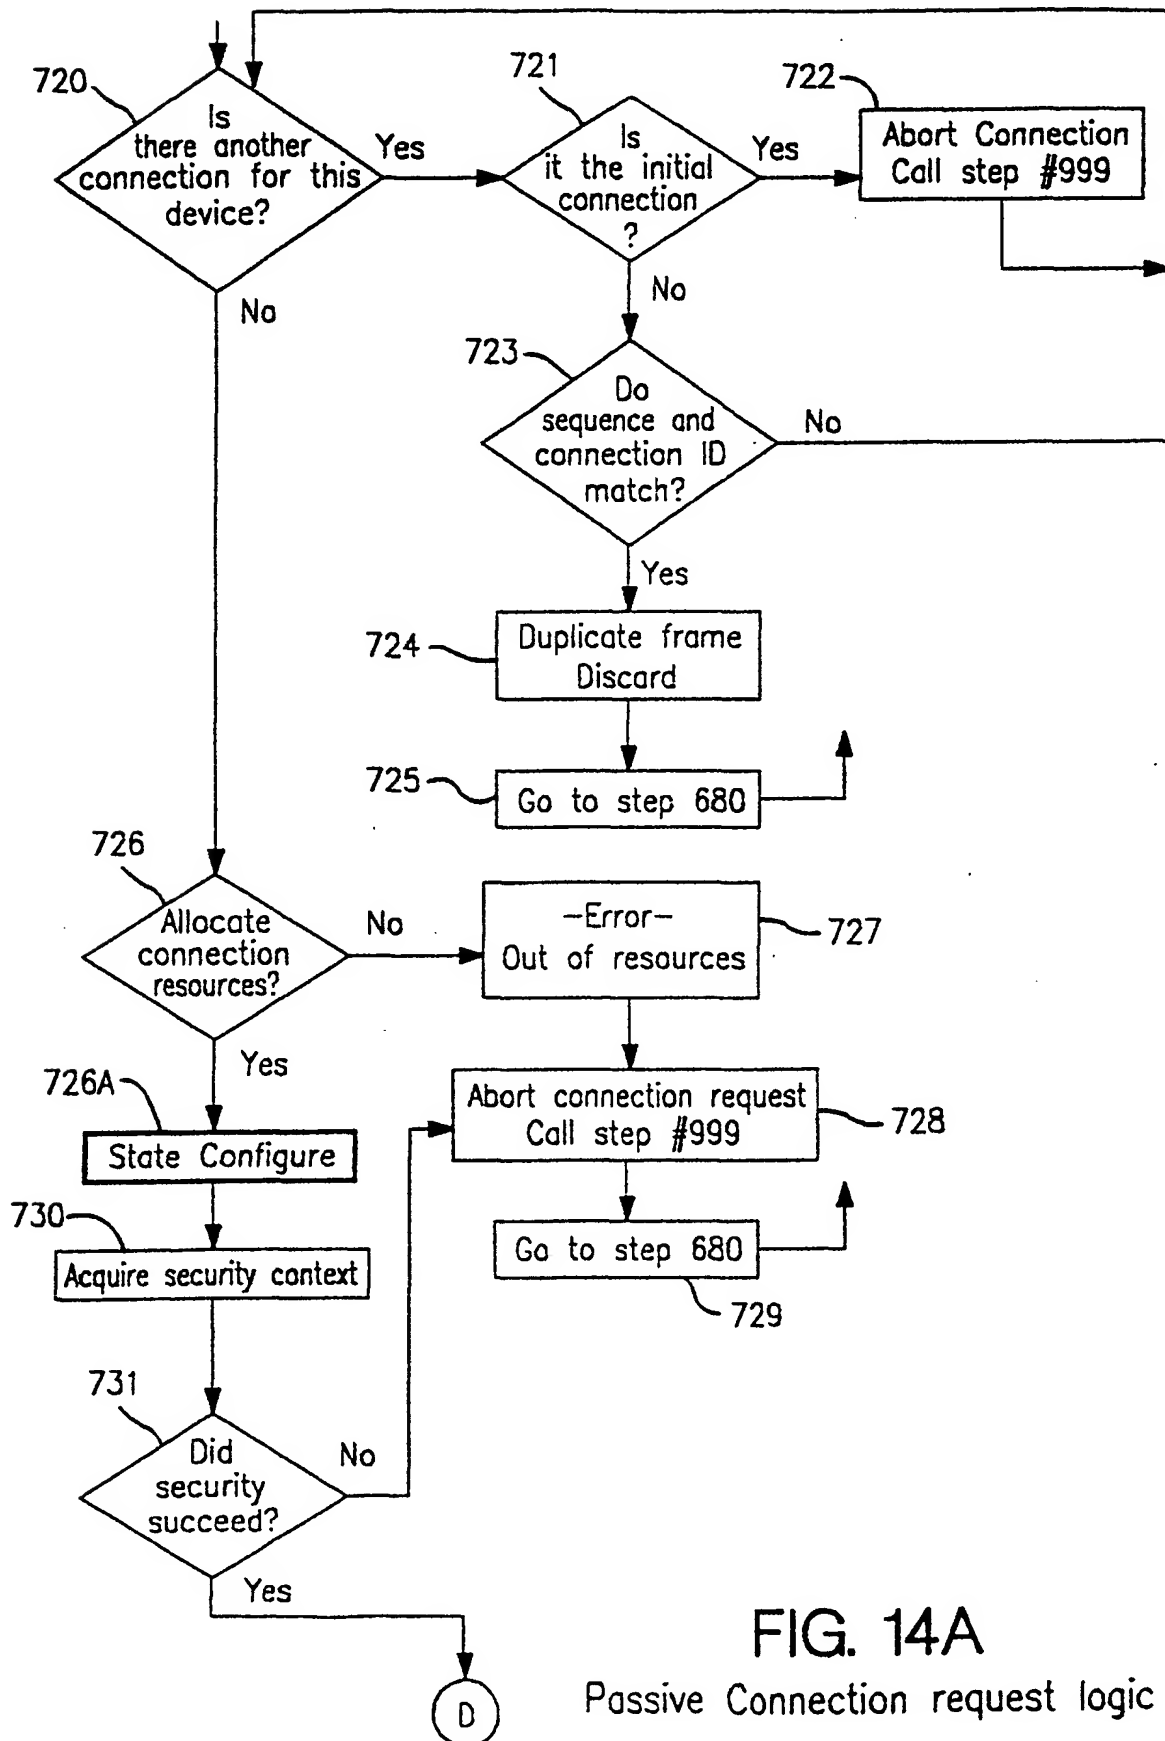 720
Is
there another
connection for this
device?
Yes
No
721
Is
it the initial
connection
?
Yes
No
722
Abort Connection
Call step #999
723
Do
sequence and
connection ID
match?
No
Yes
724
Duplicate frame
Discard
725
Go to step 680
726
Allocate
connection
resources?
No
Yes
-Error-
Out of resources
727
726A
State Configure
Abort connection request
Call step #999
728
730
Acquire security context
Go to step 680
729
731
Did
security
succeed?
No
Yes
D
FIG. 14A
Passive Connection request logic